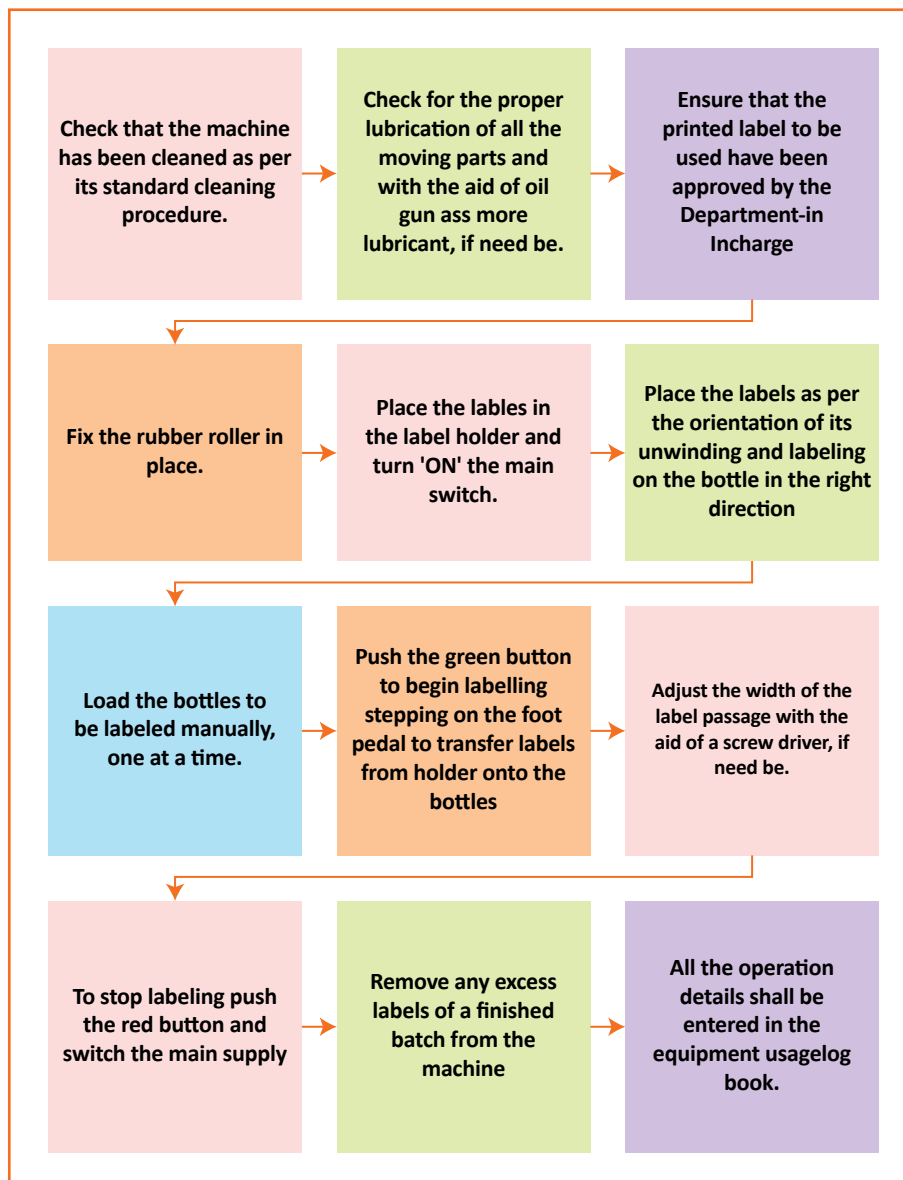 Check that the machine
has been cleaned as per
its standard cleaning
procedure.
Check for the proper
lubrication of all the
moving parts and
with the aid of oil
gun ass more
lubricant, if need be.
Ensure that the
printed label to be
used have been
approved by the
Department-in
Incharge
Fix the rubber roller in
place.
Place the lables in
the label holder and
turn 'ON' the main
switch.
Place the labels as per
the orientation of its
unwinding and labeling
on the bottle in the right
direction
Load the bottles to
be labeled manually,
one at a time.
Push the green button
to begin labelling
stepping on the foot
pedal to transfer labels
from holder onto the
bottles
Adjust the width of the
label passage with the
aid of a screw driver, if
need be.
To stop labeling push
the red button and
switch the main supply
Remove any excess
labels of a finished
batch from the
machine
All the operation
details shall be
entered in the
equipment usagelog
book.